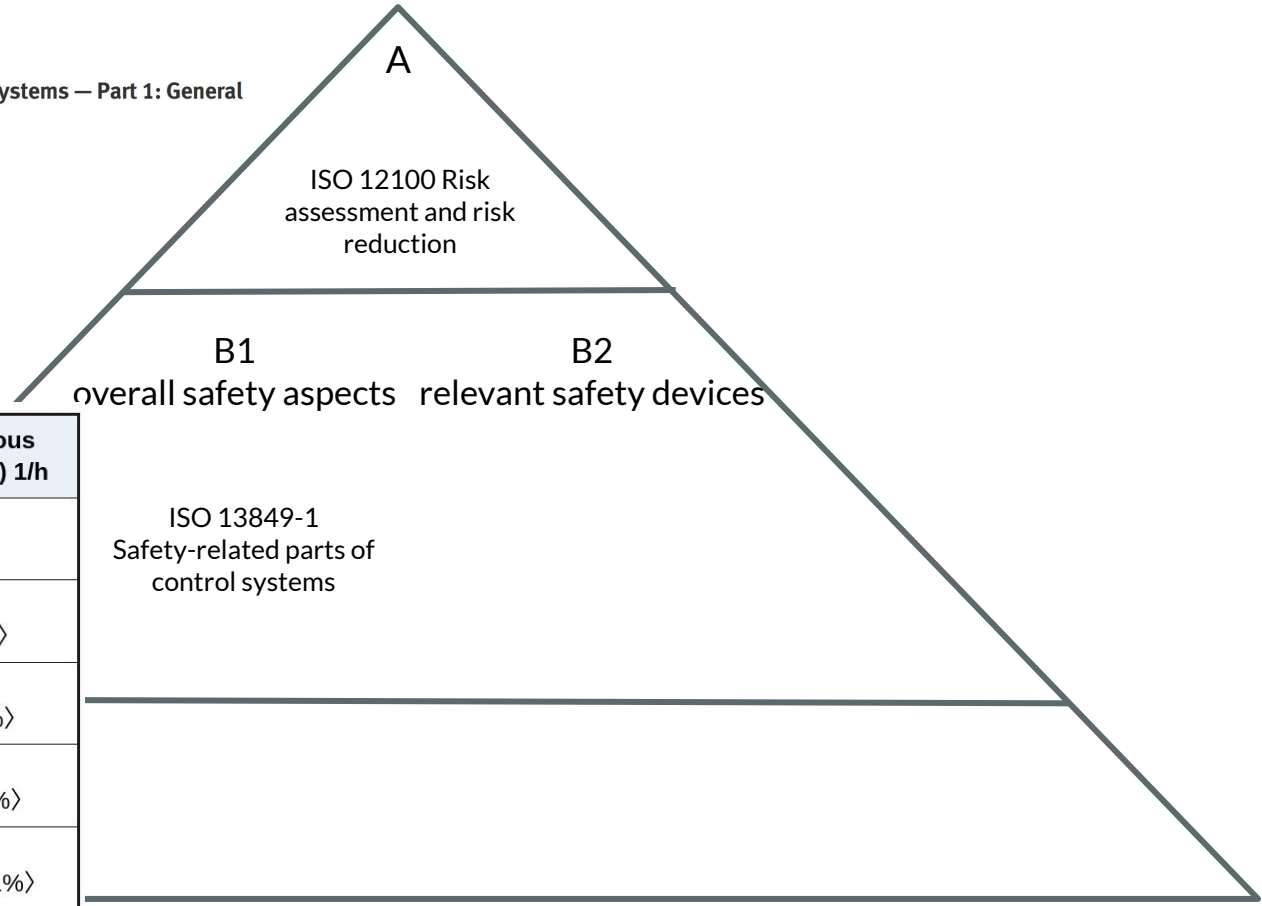 A
ystems — Part 1: General
ISO 12100 Risk
assessment and risk
reduction
B1
overall safety aspects
B2
relevant safety devices
ous
) 1/h
ISO 13849-1
Safety-related parts of
control systems
〉
%〉
%〉
%〉